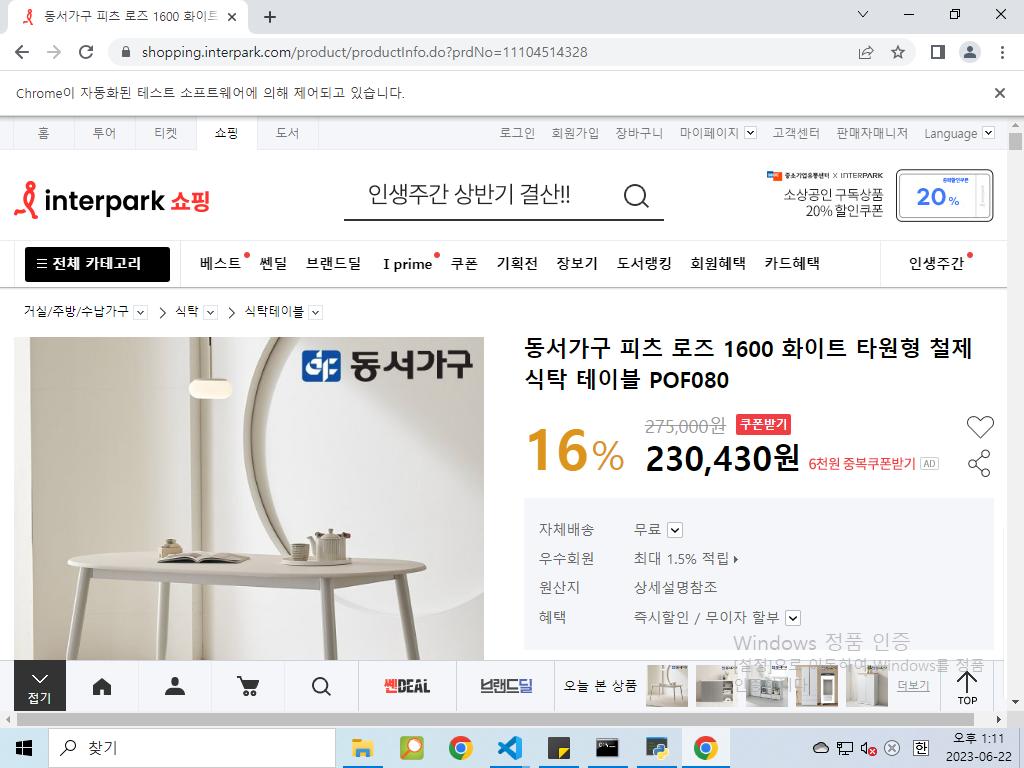 동서가구 피츠 로즈 1600 화이트
shopping.interpark.com/product/productInfo.do?prdNo=11104514328
Chrome이 자동화된 테스트 소프트웨어에 의해 제어되고 있습니다.
홈 투어 티켓 쇼핑 도서 로그인 회원가입 장바구니 마이페이지 고객센터 판매자매니저 Language
interpark 쇼핑
인생주간 상반기 결산!!
중소기업유통센터 X INTERPARK
소상공인 구독상품
20% 할인쿠폰
20%
전체 카테고리 베스트 쎈딜 브랜드딜 I prime 쿠폰 기획전 장보기 도서랭킹 회원혜택 카드혜택 인생주간
거실/주방/수납가구 식탁 식탁테이블
동서가구
동서가구 피츠 로즈 1600 화이트 타원형 철제
식탁 테이블 POF080
16%
275,000원 쿠폰받기
230,430원 6천원 중복쿠폰받기 AD
자체배송 무료
우수회원 최대 1.5% 적립
원산지 상세설명참조
혜택 즉시할인 / 무이자 할부
Windows 정품 인증
[설정]으로 이동하여 Windows를 정품
인증합니다.
접기 쎈DEAL 브랜드딜 오늘 본 상품 더보기 TOP
찾기
한
오후 1:11
2023-06-22